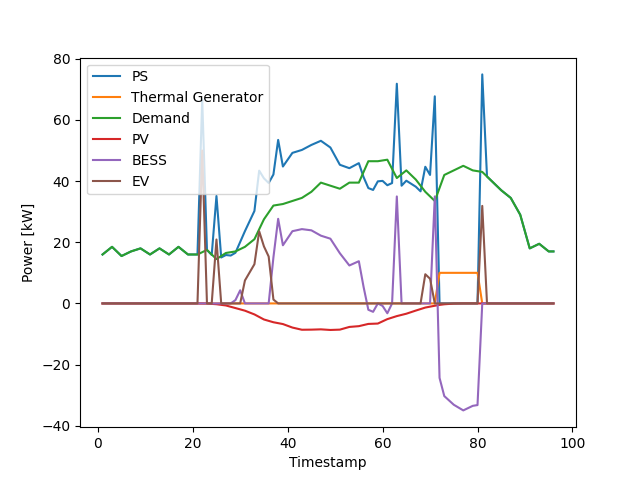 80
60
40
20
0
−20
−40
Power [kW]
PS
Thermal Generator
Demand
PV
BESS
EV
0
20
40
60
80
100
Timestamp